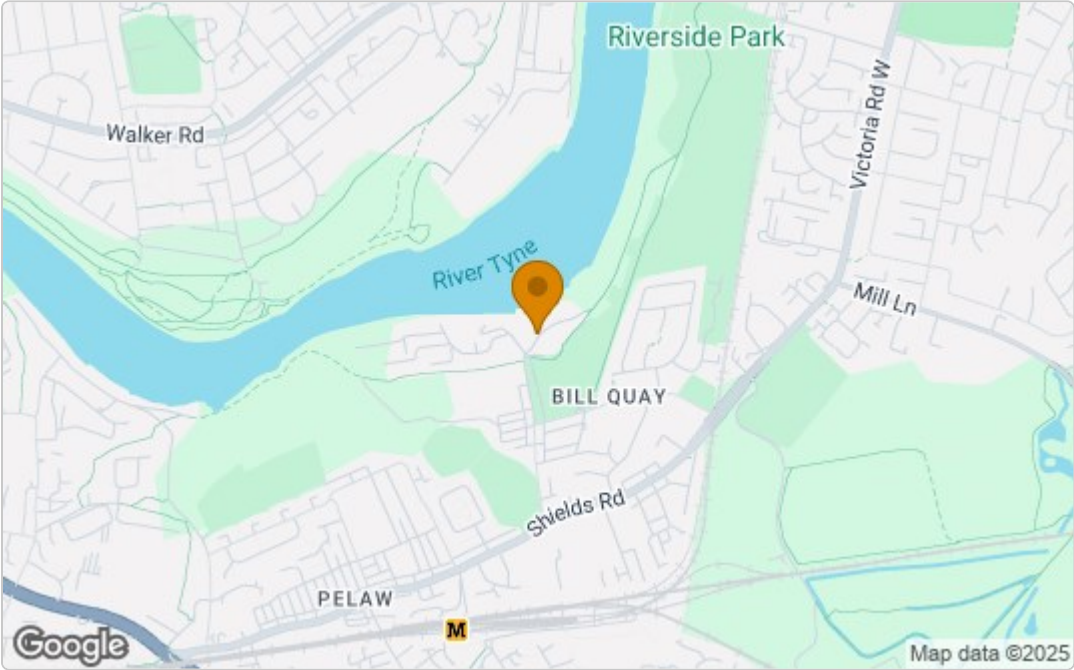 Riverside Park
Victoria Rd W
Walker Rd
River Tyne
Mill Ln
BILL QUAY
Shields Rd
PELAW
M
Google
Map data ©2025